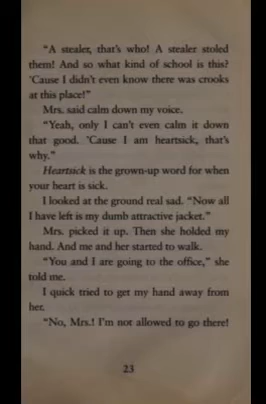 "A stealer, that's who! A stealer stoled
them! And so what kind of school is this?
'Cause I didn't even know there was crooks
at this place!"
Mrs. said calm down my voice.
"Yeah, only I can't even calm it down
that good. 'Cause I am heartsick, that's
why."
Heartsick is the grown-up word for when
your heart is sick.
I looked at the ground real sad. "Now all
I have left is my dumb attractive jacket."
Mrs. picked it up. Then she holded my
hand. And me and her started to walk.
"You and I are going to the office," she
told me.
I quick tried to get my hand away from
her.
"No, Mrs.! I'm not allowed to go there!
23